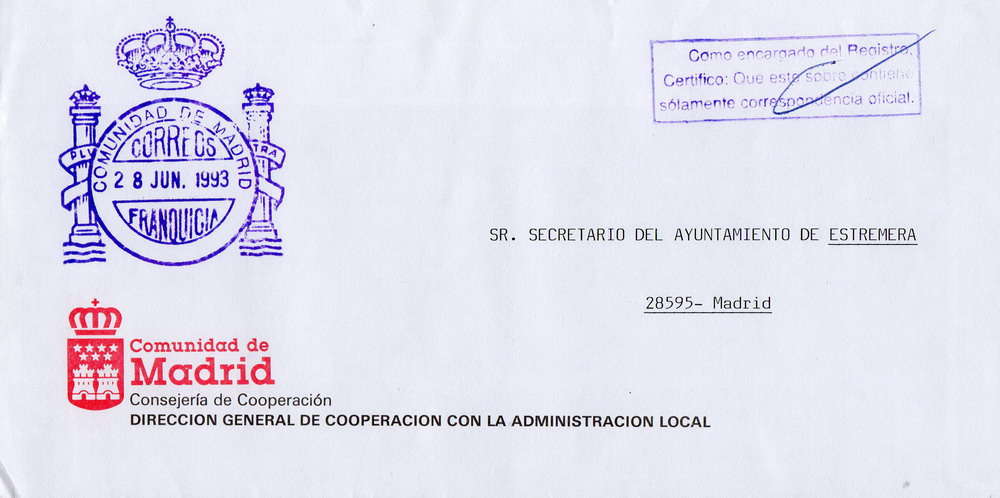 COMUNIDAD DE MADRID
CORREOS
PLV
TRA
28 JUN. 1993
FRANQUICIA
Como encargado del Registro,
Certifico: Que este sobre contiene
sólamente correspondencia oficial.
SR. SECRETARIO DEL AYUNTAMIENTO DE ESTREMERA
28595- Madrid
Comunidad de
Madrid
Consejería de Cooperación
DIRECCION GENERAL DE COOPERACION CON LA ADMINISTRACION LOCAL